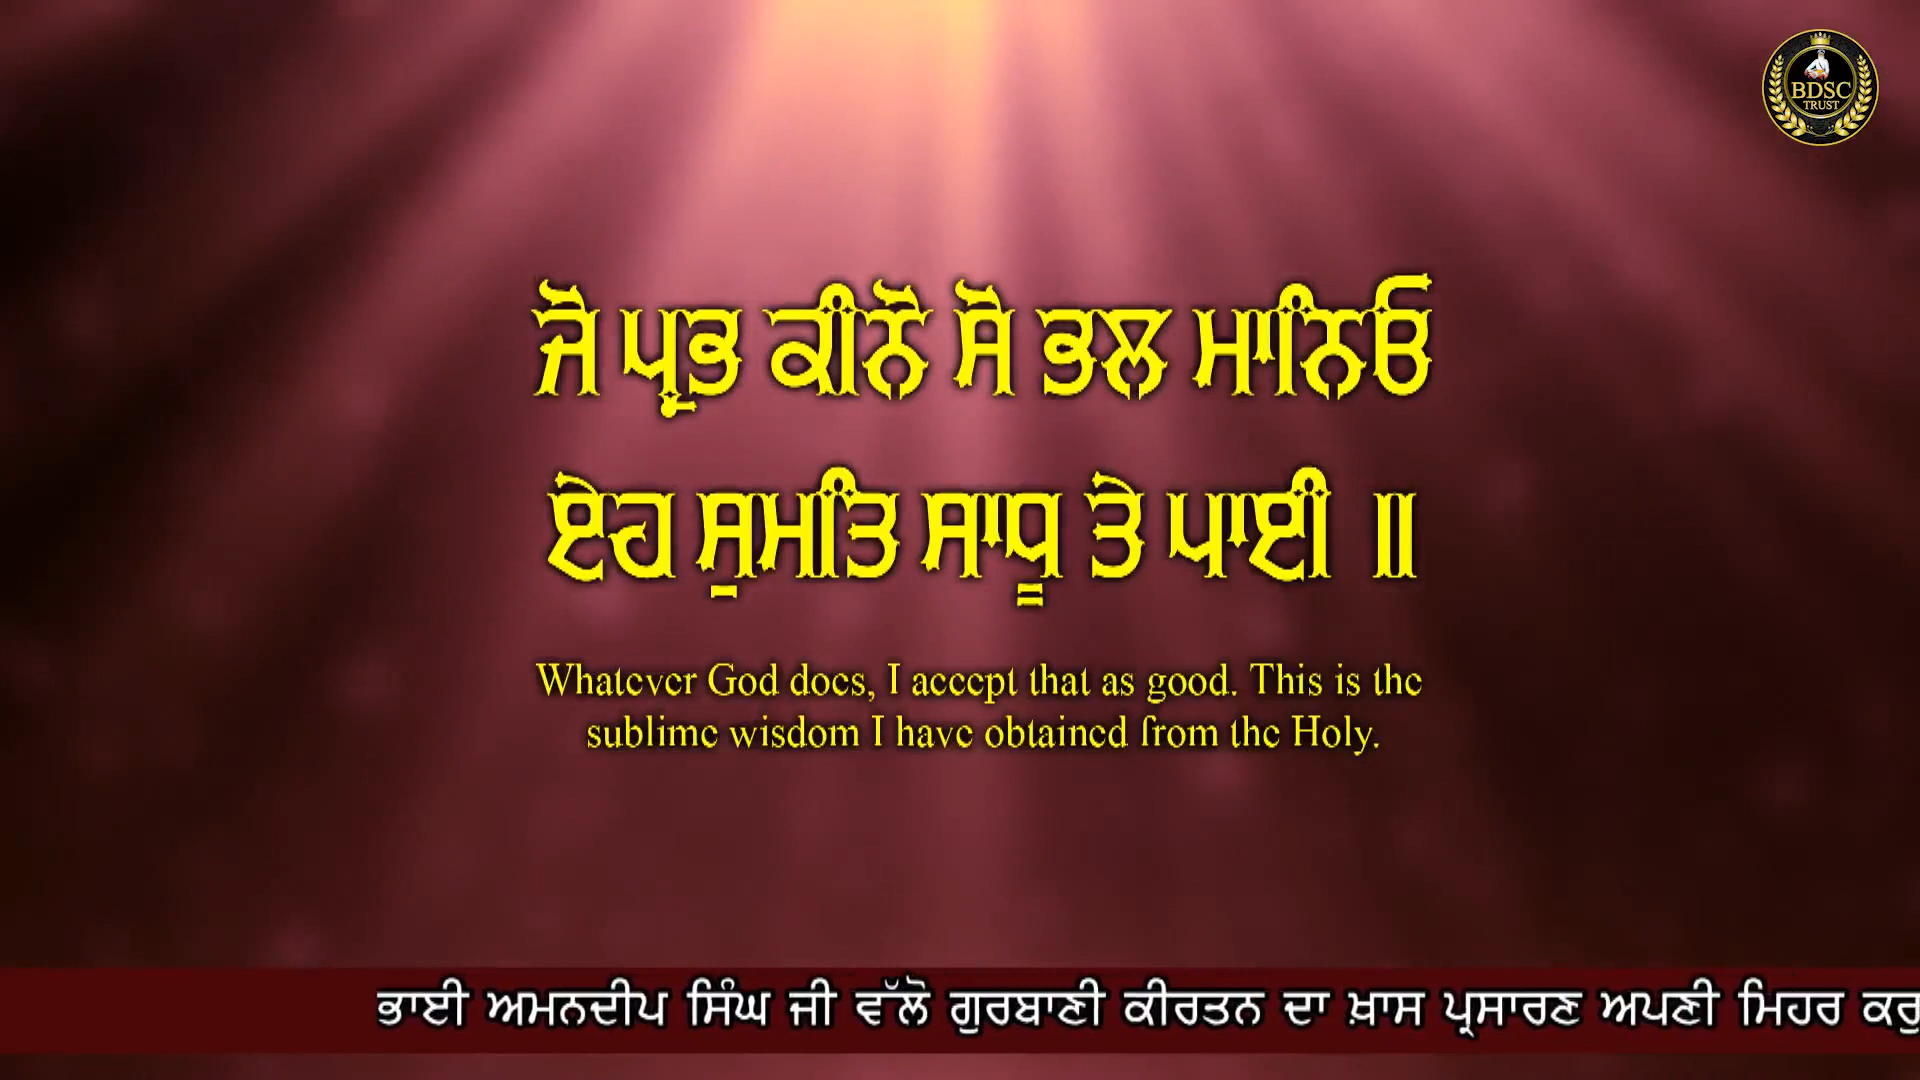 BDSC
TRUST
ਜੋ ਪ੍ਰਭ ਕੀਨੋ ਸੋ ਭਲ ਮਾਨਿਓ
ਏਹ ਸੁਮਤਿ ਸਾਧੂ ਤੇ ਪਾਈ ॥
Whatever God does, I accept that as good. This is the
sublime wisdom I have obtained from the Holy.
ਭਾਈ ਅਮਨਦੀਪ ਸਿੰਘ ਜੀ ਵੱਲੋ ਗੁਰਬਾਣੀ ਕੀਰਤਨ ਦਾ ਖ਼ਾਸ ਪ੍ਰਸਾਰਣ ਅਪਣੀ ਮਿਹਰ ਕਰੁ